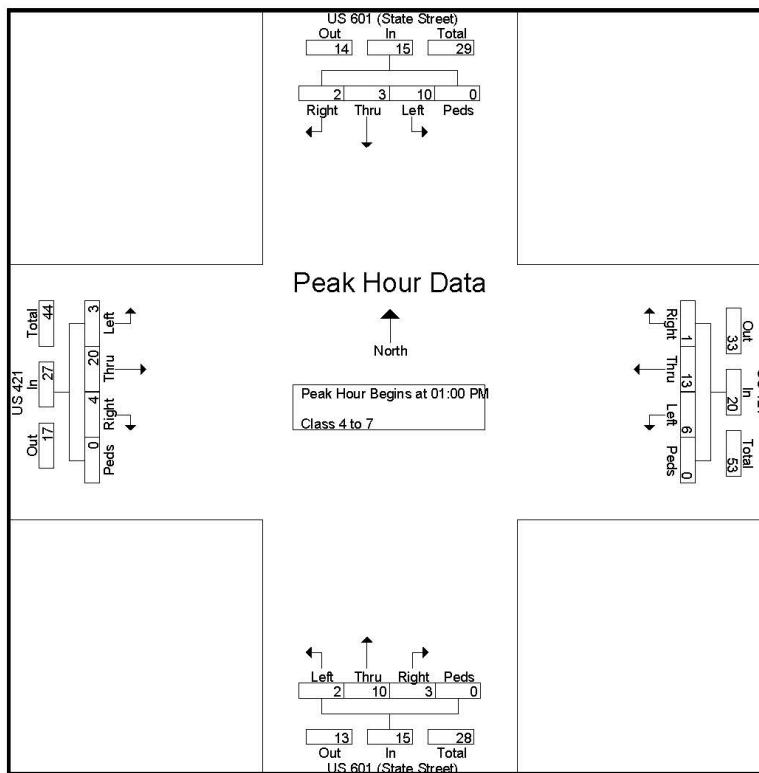 US 601 (State Street)
Out In Total
14 15 29
2 3 10 0
Right Thru Left Peds
Peak Hour Data
North
Peak Hour Begins at 01:00 PM
Class 4 to 7
US 421
Out In Total
17 27 44
3 20 4 0
Left Thru Right Peds
Out In Total
33 20 53
1 13 6 0
Right Thru Left Peds
Left Thru Right Peds
2 10 3 0
13 15 28
Out In Total
US 601 (State Street)